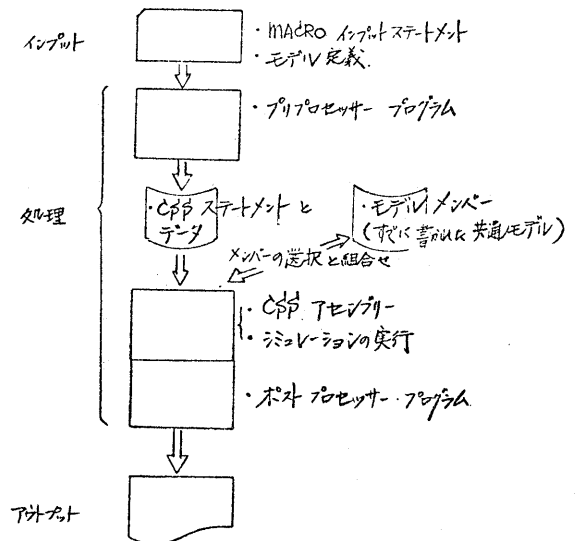 インプット
・MACRO インプットステートメント
・モデル定義.
・プリプロセッサー プログラム
処理
・CSS ステートメントと
データ
・モデルメンバー
(すでに書かれた共通モデル)
メンバーの選択と組合せ
・CSS アセンブリー
・シミュレーションの実行
・ポストプロセッサー・プログラム
アウトプット